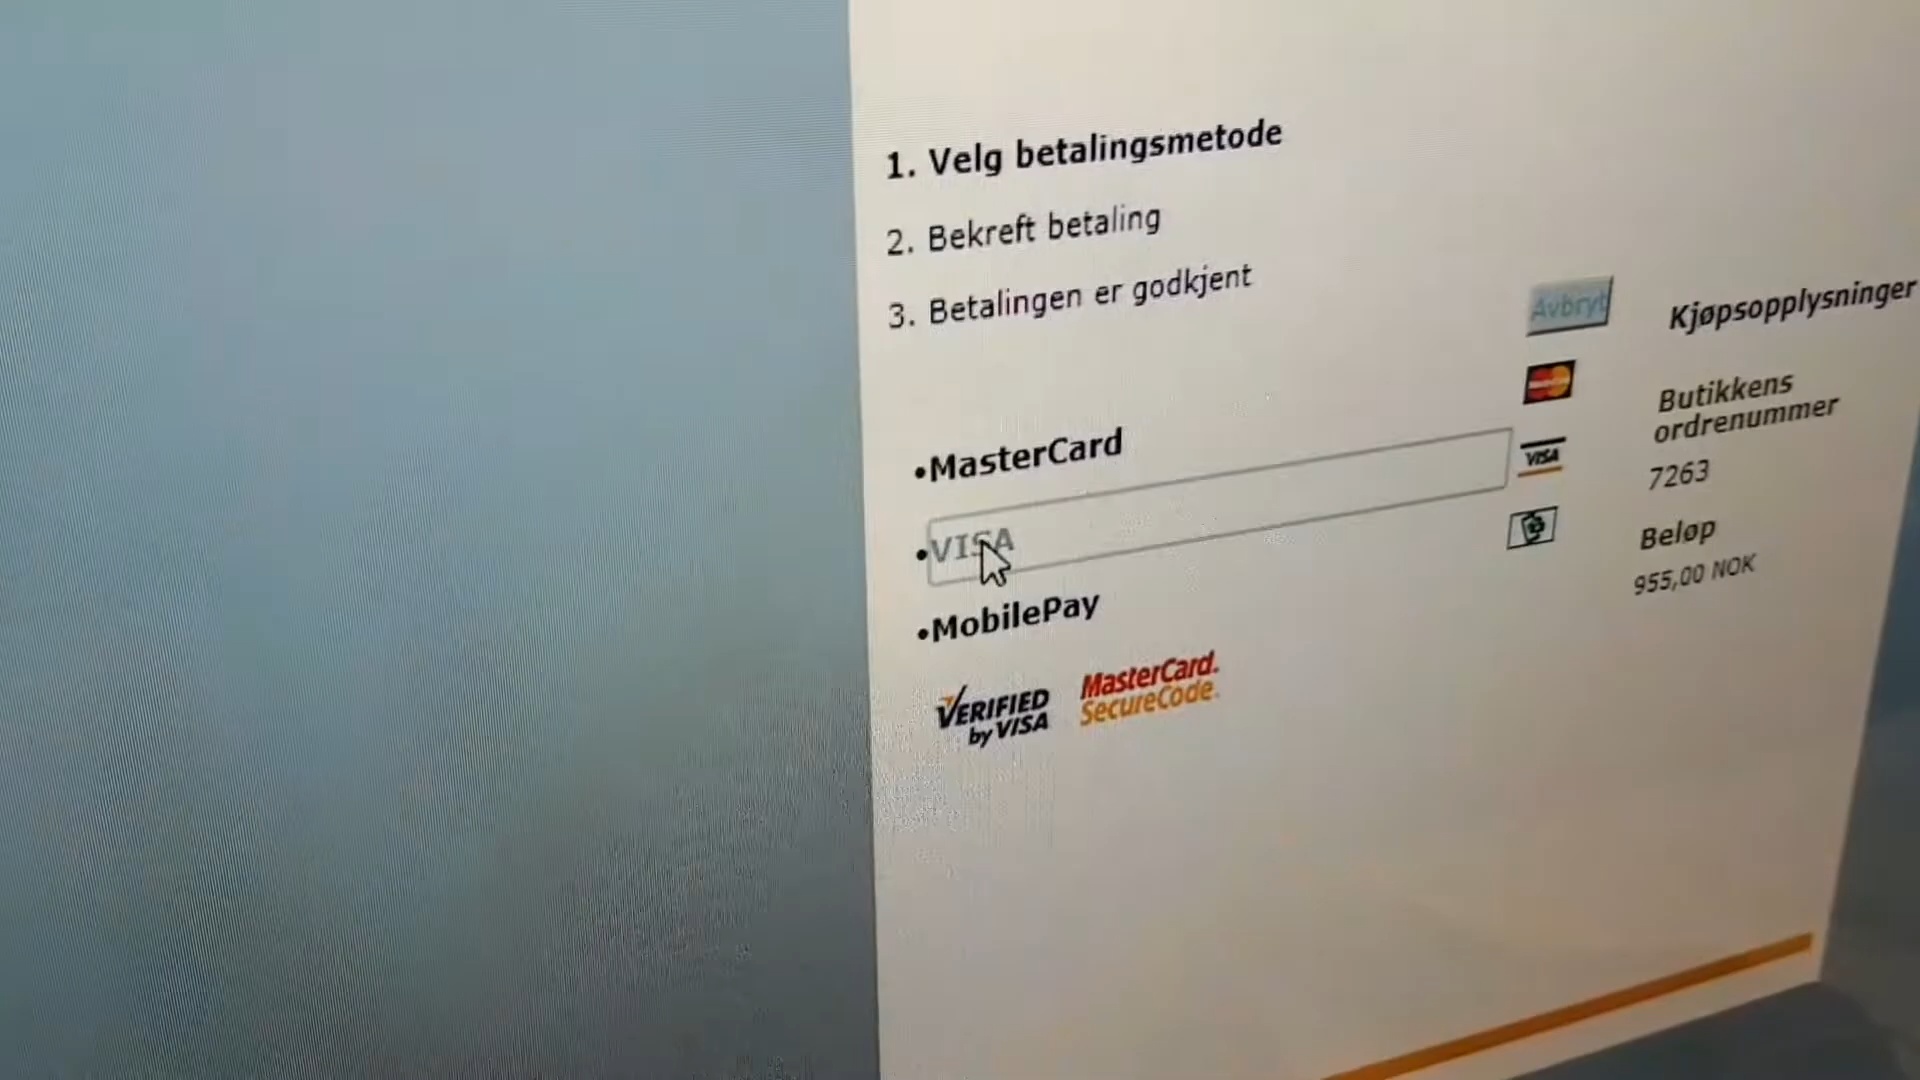 1. Velg betalingsmetode
2. Bekreft betaling
3. Betalingen er godkjent
Avbryt
Kjøpsopplysninger
•MasterCard
•VISA
•MobilePay
VISA
Butikkens
ordrenummer
7263
Beløp
955,00 NOK
VERIFIED
by VISA
MasterCard.
SecureCode.